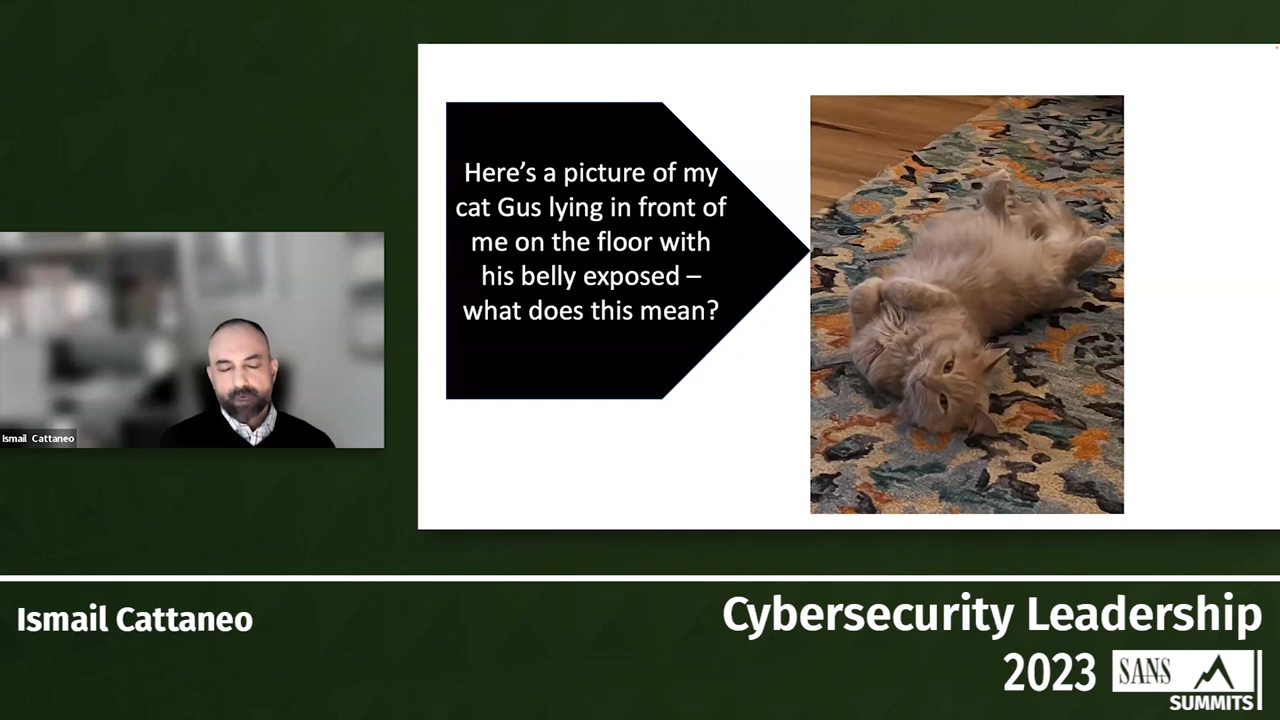 Here’s a picture of my
cat Gus lying in front of
me on the floor with
his belly exposed –
what does this mean?
Ismail Cattaneo
Ismail Cattaneo
Cybersecurity Leadership
2023
SANS
SUMMITS